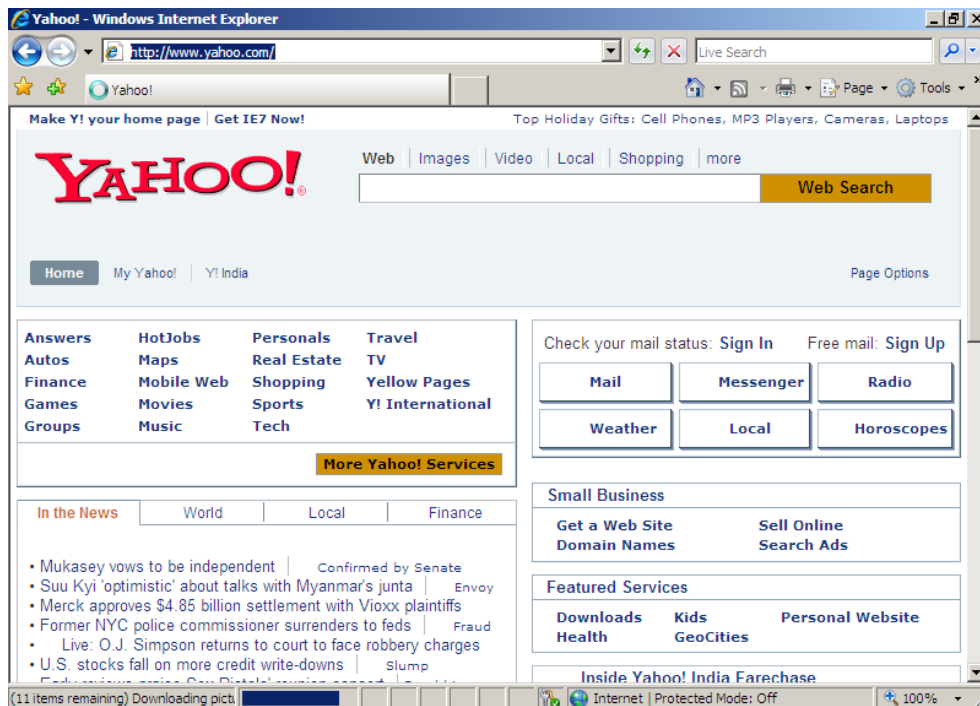 Yahoo! - Windows Internet Explorer
http://www.yahoo.com/
Live Search
Yahoo!
Page
Tools
Make Y! your home page | Get IE7 Now!
Top Holiday Gifts: Cell Phones, MP3 Players, Cameras, Laptops
YAHOO!
Web | Images | Video | Local | Shopping | more
Web Search
Home
My Yahoo! | Y! India
Page Options
Answers HotJobs Personals Travel
Autos Maps Real Estate TV
Finance Mobile Web Shopping Yellow Pages
Games Movies Sports Y! International
Groups Music Tech
More Yahoo! Services
Check your mail status: Sign In Free mail: Sign Up
Mail Messenger Radio
Weather Local Horoscopes
In the News World Local Finance
• Mukasey vows to be independent | Confirmed by Senate
• Suu Kyi 'optimistic' about talks with Myanmar's junta | Envoy
• Merck approves $4.85 billion settlement with Vioxx plaintiffs
• Former NYC police commissioner surrenders to feds | Fraud
• Live: O.J. Simpson returns to court to face robbery charges
• U.S. stocks fall on more credit write-downs | Slump
Small Business
Get a Web Site Sell Online
Domain Names Search Ads
Featured Services
Downloads Kids Personal Website
Health GeoCities
Inside Yahoo! India Farechase
(11 items remaining) Downloading pictu
Internet | Protected Mode: Off
100%